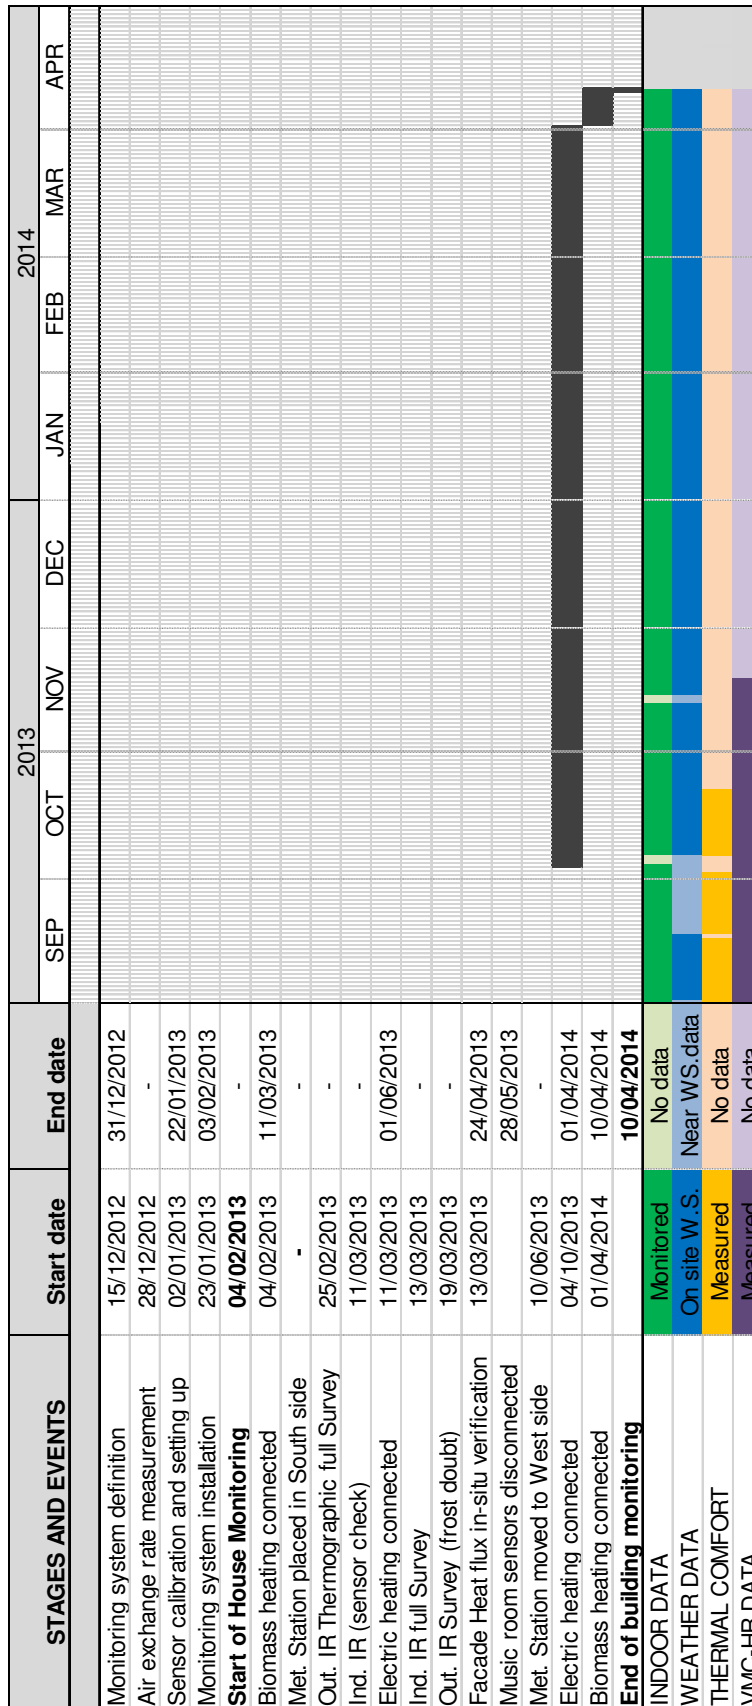 2013 2014
STAGES AND EVENTS Start date End date SEP OCT NOV DEC JAN FEB MAR APR
Monitoring system definition 15/12/2012 31/12/2012
Air exchange rate measurement 28/12/2012 -
Sensor calibration and setting up 02/01/2013 22/01/2013
Monitoring system installation 23/01/2013 03/02/2013
Start of House Monitoring 04/02/2013 -
Biomass heating connected 04/02/2013 11/03/2013
Met. Station placed in South side - -
Out. IR Thermographic full Survey 25/02/2013 -
Ind. IR (sensor check) 11/03/2013 -
Electric heating connected 11/03/2013 01/06/2013
Ind. IR full Survey 13/03/2013 -
Out. IR Survey (frost doubt) 19/03/2013 -
Facade Heat flux in-situ verification 13/03/2013 24/04/2013
Music room sensors disconnected 28/05/2013
Met. Station moved to West side 10/06/2013 -
Electric heating connected 04/10/2013 01/04/2014
Biomass heating connected 01/04/2014 10/04/2014
End of building monitoring 10/04/2014
INDOOR DATA Monitored No data
WEATHER DATA On site W.S. Near WS.data
THERMAL COMFORT Measured No data
VMC-HR DATA Measured No data